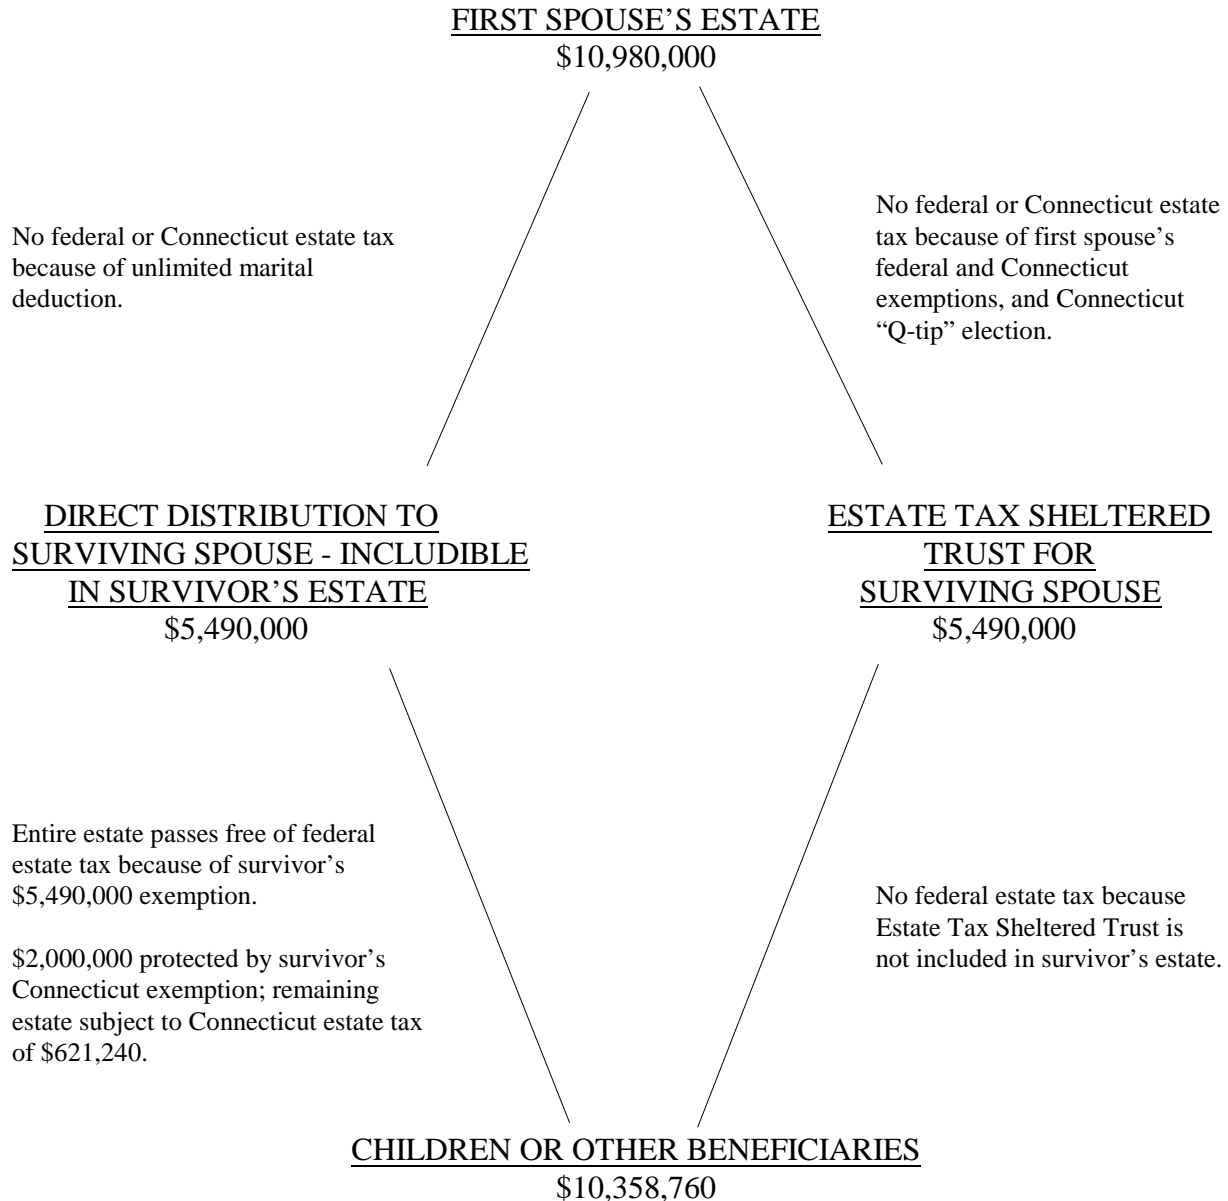 FIRST SPOUSE’S ESTATE
$10,980,000
No federal or Connecticut estate tax
because of unlimited marital
deduction.
No federal or Connecticut estate
tax because of first spouse’s
federal and Connecticut
exemptions, and Connecticut
“Q-tip” election.
DIRECT DISTRIBUTION TO
SURVIVING SPOUSE - INCLUDIBLE
IN SURVIVOR’S ESTATE
$5,490,000
ESTATE TAX SHELTERED
TRUST FOR
SURVIVING SPOUSE
$5,490,000
Entire estate passes free of federal
estate tax because of survivor’s
$5,490,000 exemption.
$2,000,000 protected by survivor’s
Connecticut exemption; remaining
estate subject to Connecticut estate tax
of $621,240.
No federal estate tax because
Estate Tax Sheltered Trust is
not included in survivor’s estate.
CHILDREN OR OTHER BENEFICIARIES
$10,358,760